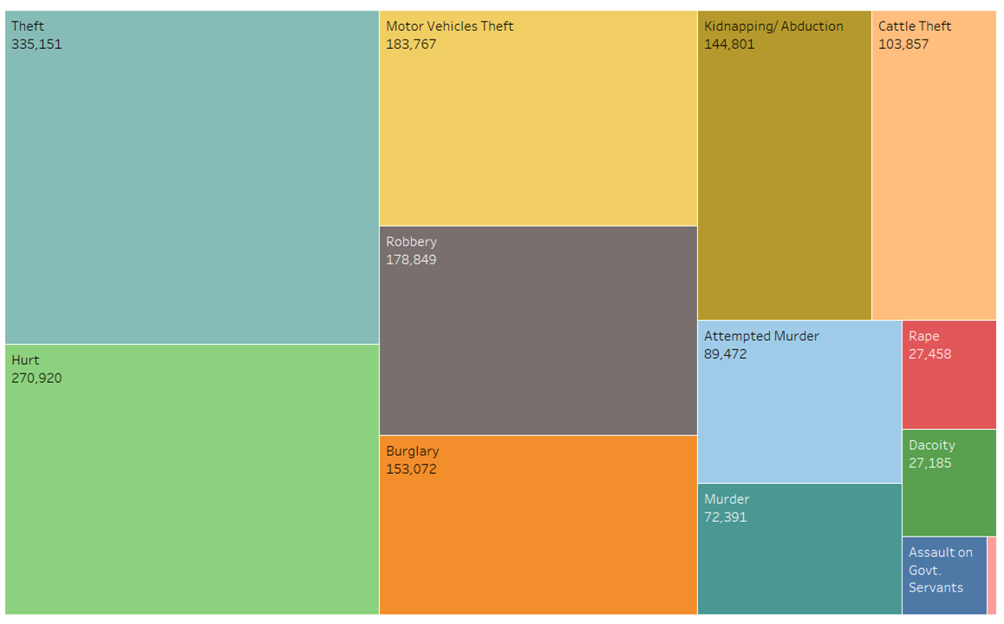 Theft
335,151
Motor Vehicles Theft
183,767
Kidnapping/ Abduction
144,801
Cattle Theft
103,857
Robbery
178,849
Hurt
270,920
Attempted Murder
89,472
Rape
27,458
Burglary
153,072
Dacoity
27,185
Murder
72,391
Assault on
Govt.
Servants